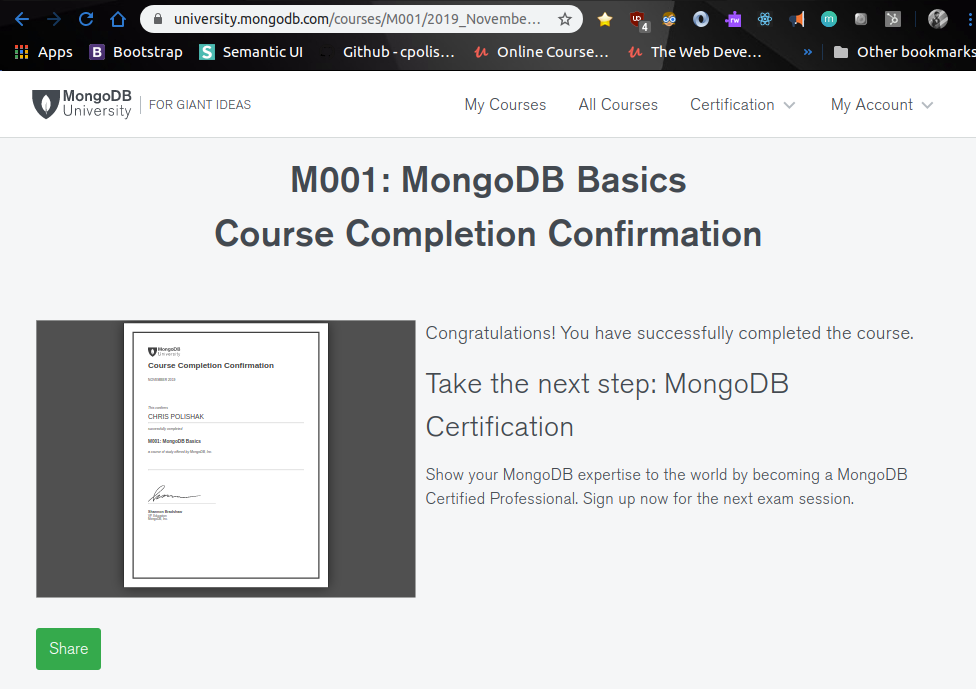 university.mongodb.com/courses/M001/2019_Novembe...
4
rw
m
Apps
B Bootstrap
S Semantic UI
Github - cpolis...
Online Course...
The Web Deve...
»
Other bookmarks
MongoDB
University
FOR GIANT IDEAS
My Courses
All Courses
Certification
My Account
M001: MongoDB Basics
Course Completion Confirmation
MongoDB
University
Course Completion Confirmation
NOVEMBER 2019
This confirms
CHRIS POLISHAK
successfully completed
M001: MongoDB Basics
a course of study offered by MongoDB, Inc.
Shannon Bradshaw
VP Education
MongoDB, Inc.
Congratulations! You have successfully completed the course.
Take the next step: MongoDB
Certification
Show your MongoDB expertise to the world by becoming a MongoDB
Certified Professional. Sign up now for the next exam session.
Share